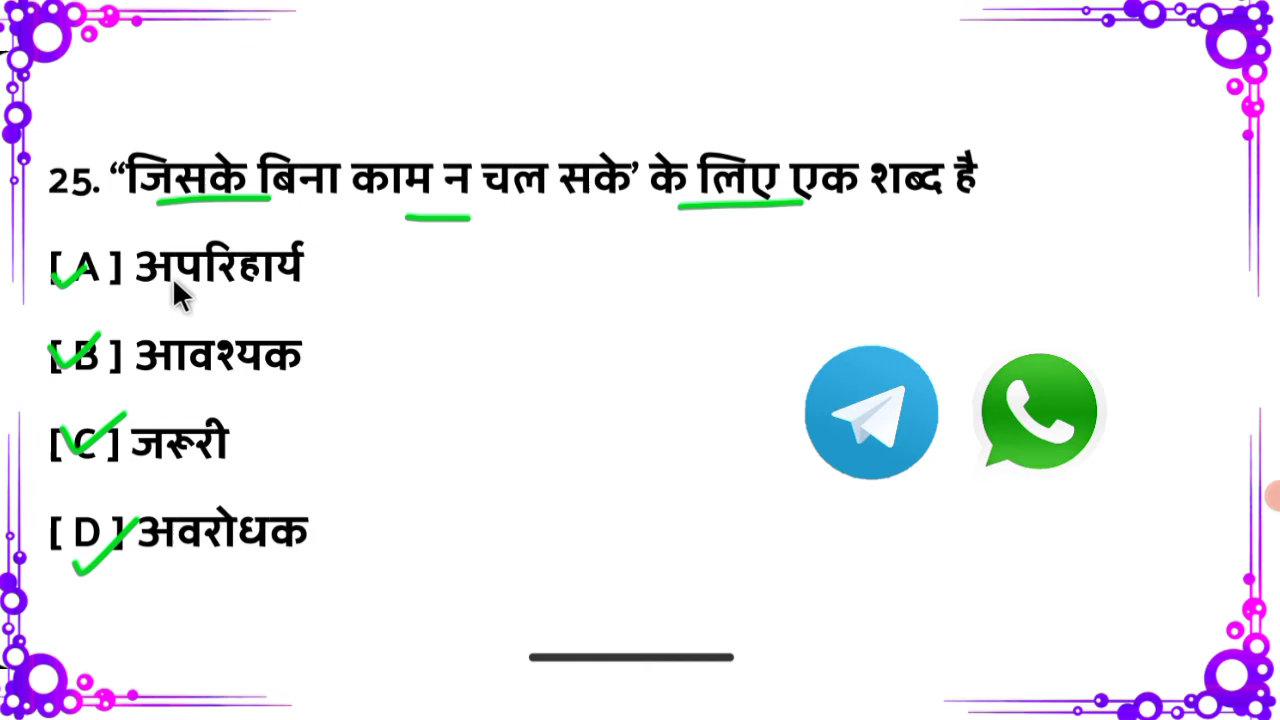 25. “जिसके बिना काम न चल सके’ के लिए एक शब्द है
[ A ] अपरिहार्य
[ B ] आवश्यक
[ C ] जरूरी
[ D ] अवरोधक